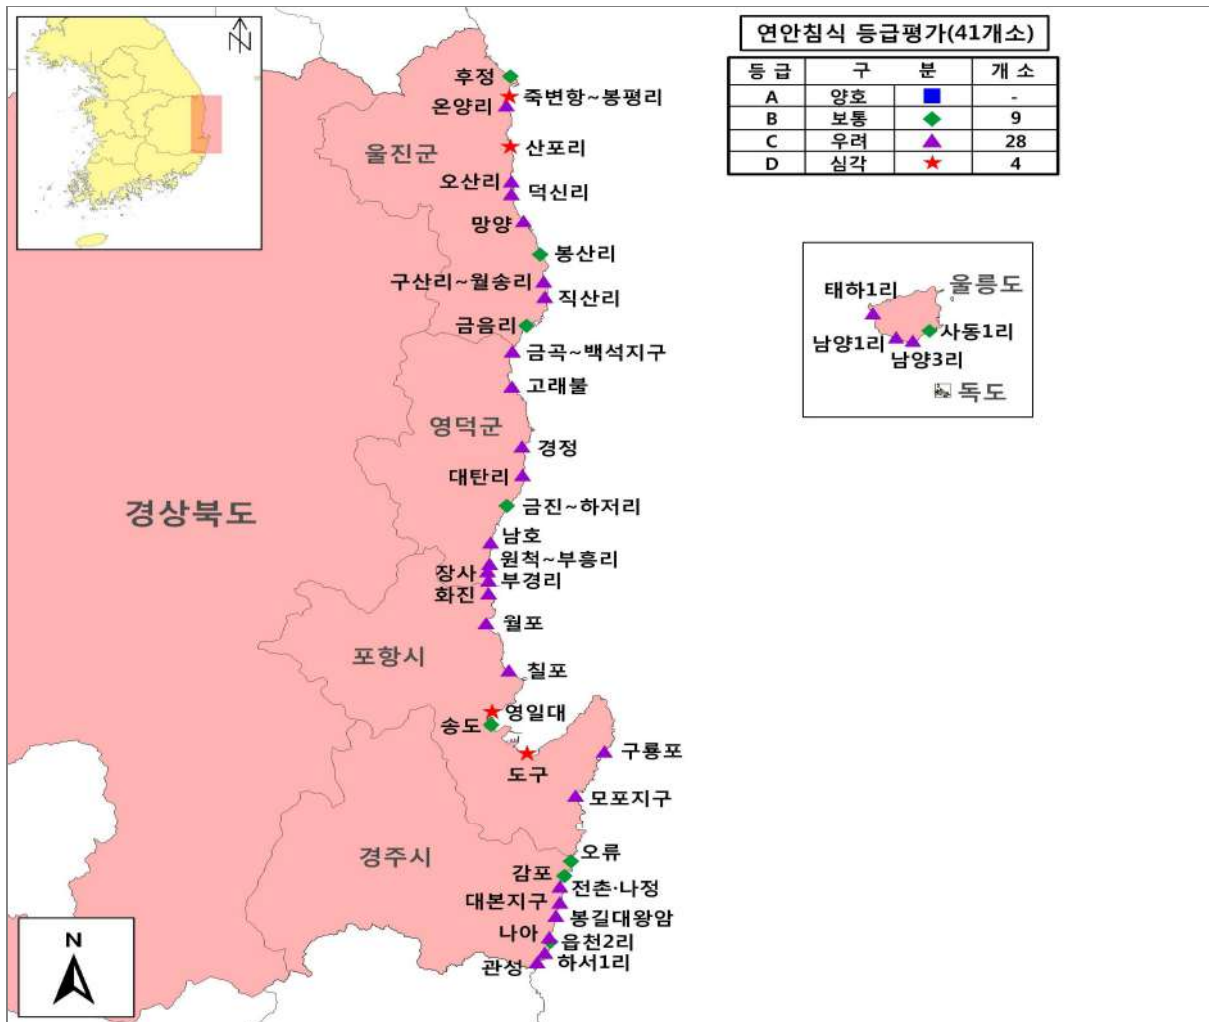 연안침식 등급평가(41개소)
등 급 구 분 개 소
A 양호 -
B 보통 9
C 우려 28
D 심각 4
N
후정
죽변항~봉평리
온양리
산포리
울진군
오산리
덕신리
망양
봉산리
구산리~월송리
직산리
금음리
금곡~백석지구
고래불
영덕군
경정
대탄리
금진~하저리
경상북도
남호
원척~부흥리
장사
부경리
화진
월포
포항시
칠포
영일대
송도
도구
구룡포
모포지구
경주시
오류
감포
전촌·나정
대본지구
봉길대왕암
나아
읍천2리
하서1리
관성
태하1리
울릉도
사동1리
남양1리
남양3리
독도
N